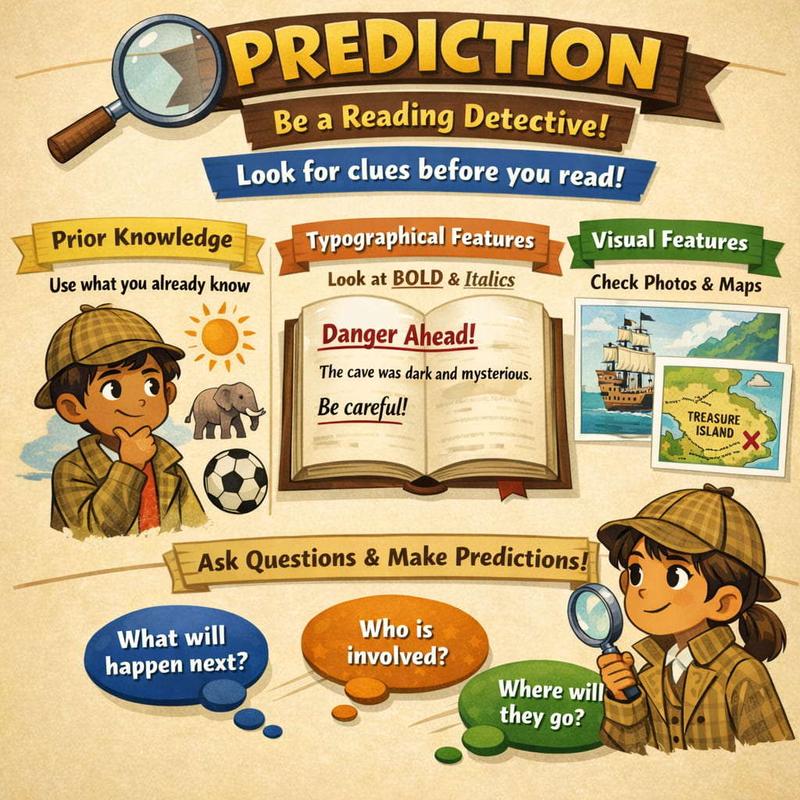 PREDICTION
Be a Reading Detective!
Look for clues before you read!
Prior Knowledge
Use what you already know
Typographical Features
Look at BOLD & Italics
Danger Ahead!
The cave was dark and mysterious.
Be careful!
Visual Features
Check Photos & Maps
TREASURE
ISLAND
Ask Questions & Make Predictions!
What will
happen next?
Who is
involved?
Where will
they go?